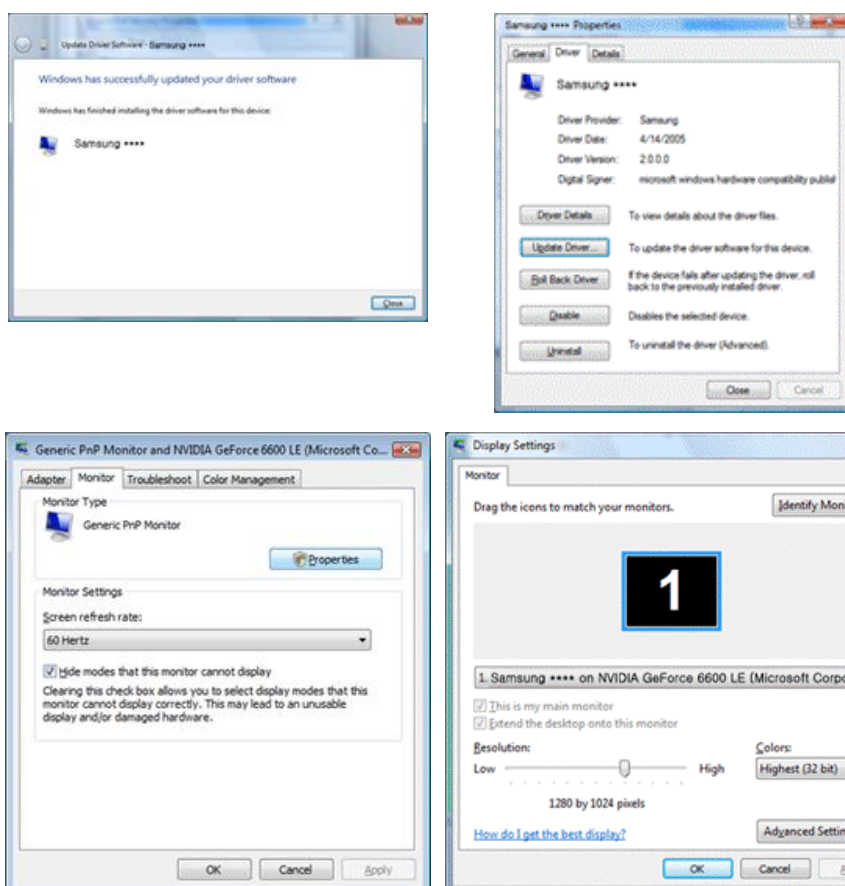 Update Driver Software - Samsung ****
Windows has successfully updated your driver software
Windows has finished installing the driver software for this device:
Samsung ****
Close
Samsung **** Properties
General Driver Details
Samsung ****
Driver Provider: Samsung
Driver Date: 4/14/2005
Driver Version: 2.0.0.0
Digital Signer: microsoft windows hardware compatibility publis
Driver Details To view details about the driver files.
Update Driver... To update the driver software for this device.
Roll Back Driver If the device fails after updating the driver, roll
back to the previously installed driver.
Disable Disables the selected device.
Uninstall To uninstall the driver (Advanced).
Close Cancel
Generic PnP Monitor and NVIDIA GeForce 6600 LE (Microsoft Co...
Adapter Monitor Troubleshoot Color Management
Monitor Type
Generic PnP Monitor
Properties
Monitor Settings
Screen refresh rate:
60 Hertz
Hide modes that this monitor cannot display
Clearing this check box allows you to select display modes that this
monitor cannot display correctly. This may lead to an unusable
display and/or damaged hardware.
OK Cancel Apply
Display Settings
Monitor
Drag the icons to match your monitors.
Identify Moni
1
1. Samsung **** on NVIDIA GeForce 6600 LE (Microsoft Corpo
This is my main monitor
Extend the desktop onto this monitor
Resolution:
Colors:
Low High
Highest (32 bit)
1280 by 1024 pixels
How do I get the best display?
Advanced Settin
OK Cancel